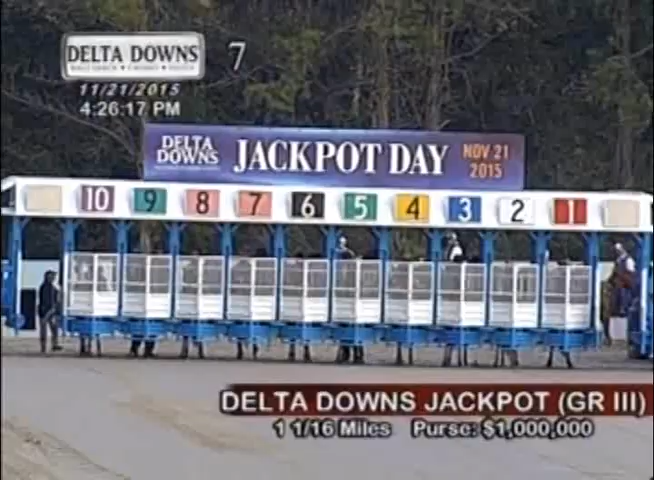 DELTA DOWNS
7
11/21/2015
4:26:17 PM
DELTA
DOWNS
JACKPOT DAY
NOV 21
2015
10 9 8 7 6 5 4 3 2 1
DELTA DOWNS JACKPOT (GR III)
1 1/16 Miles Purse: $1,000,000